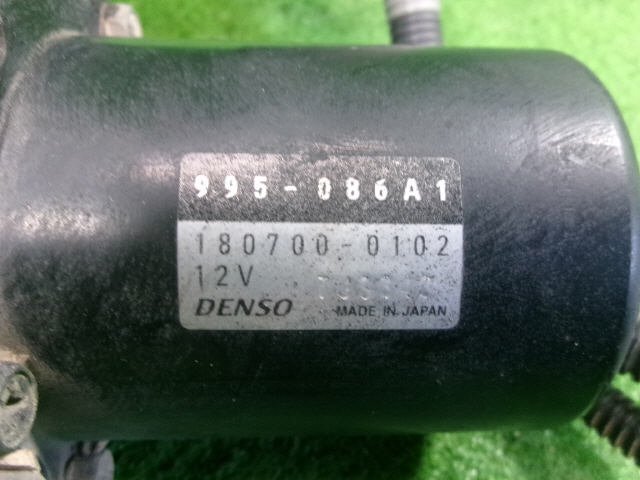 995-086A1
180700-0102
12V
DENSO MADE IN JAPAN